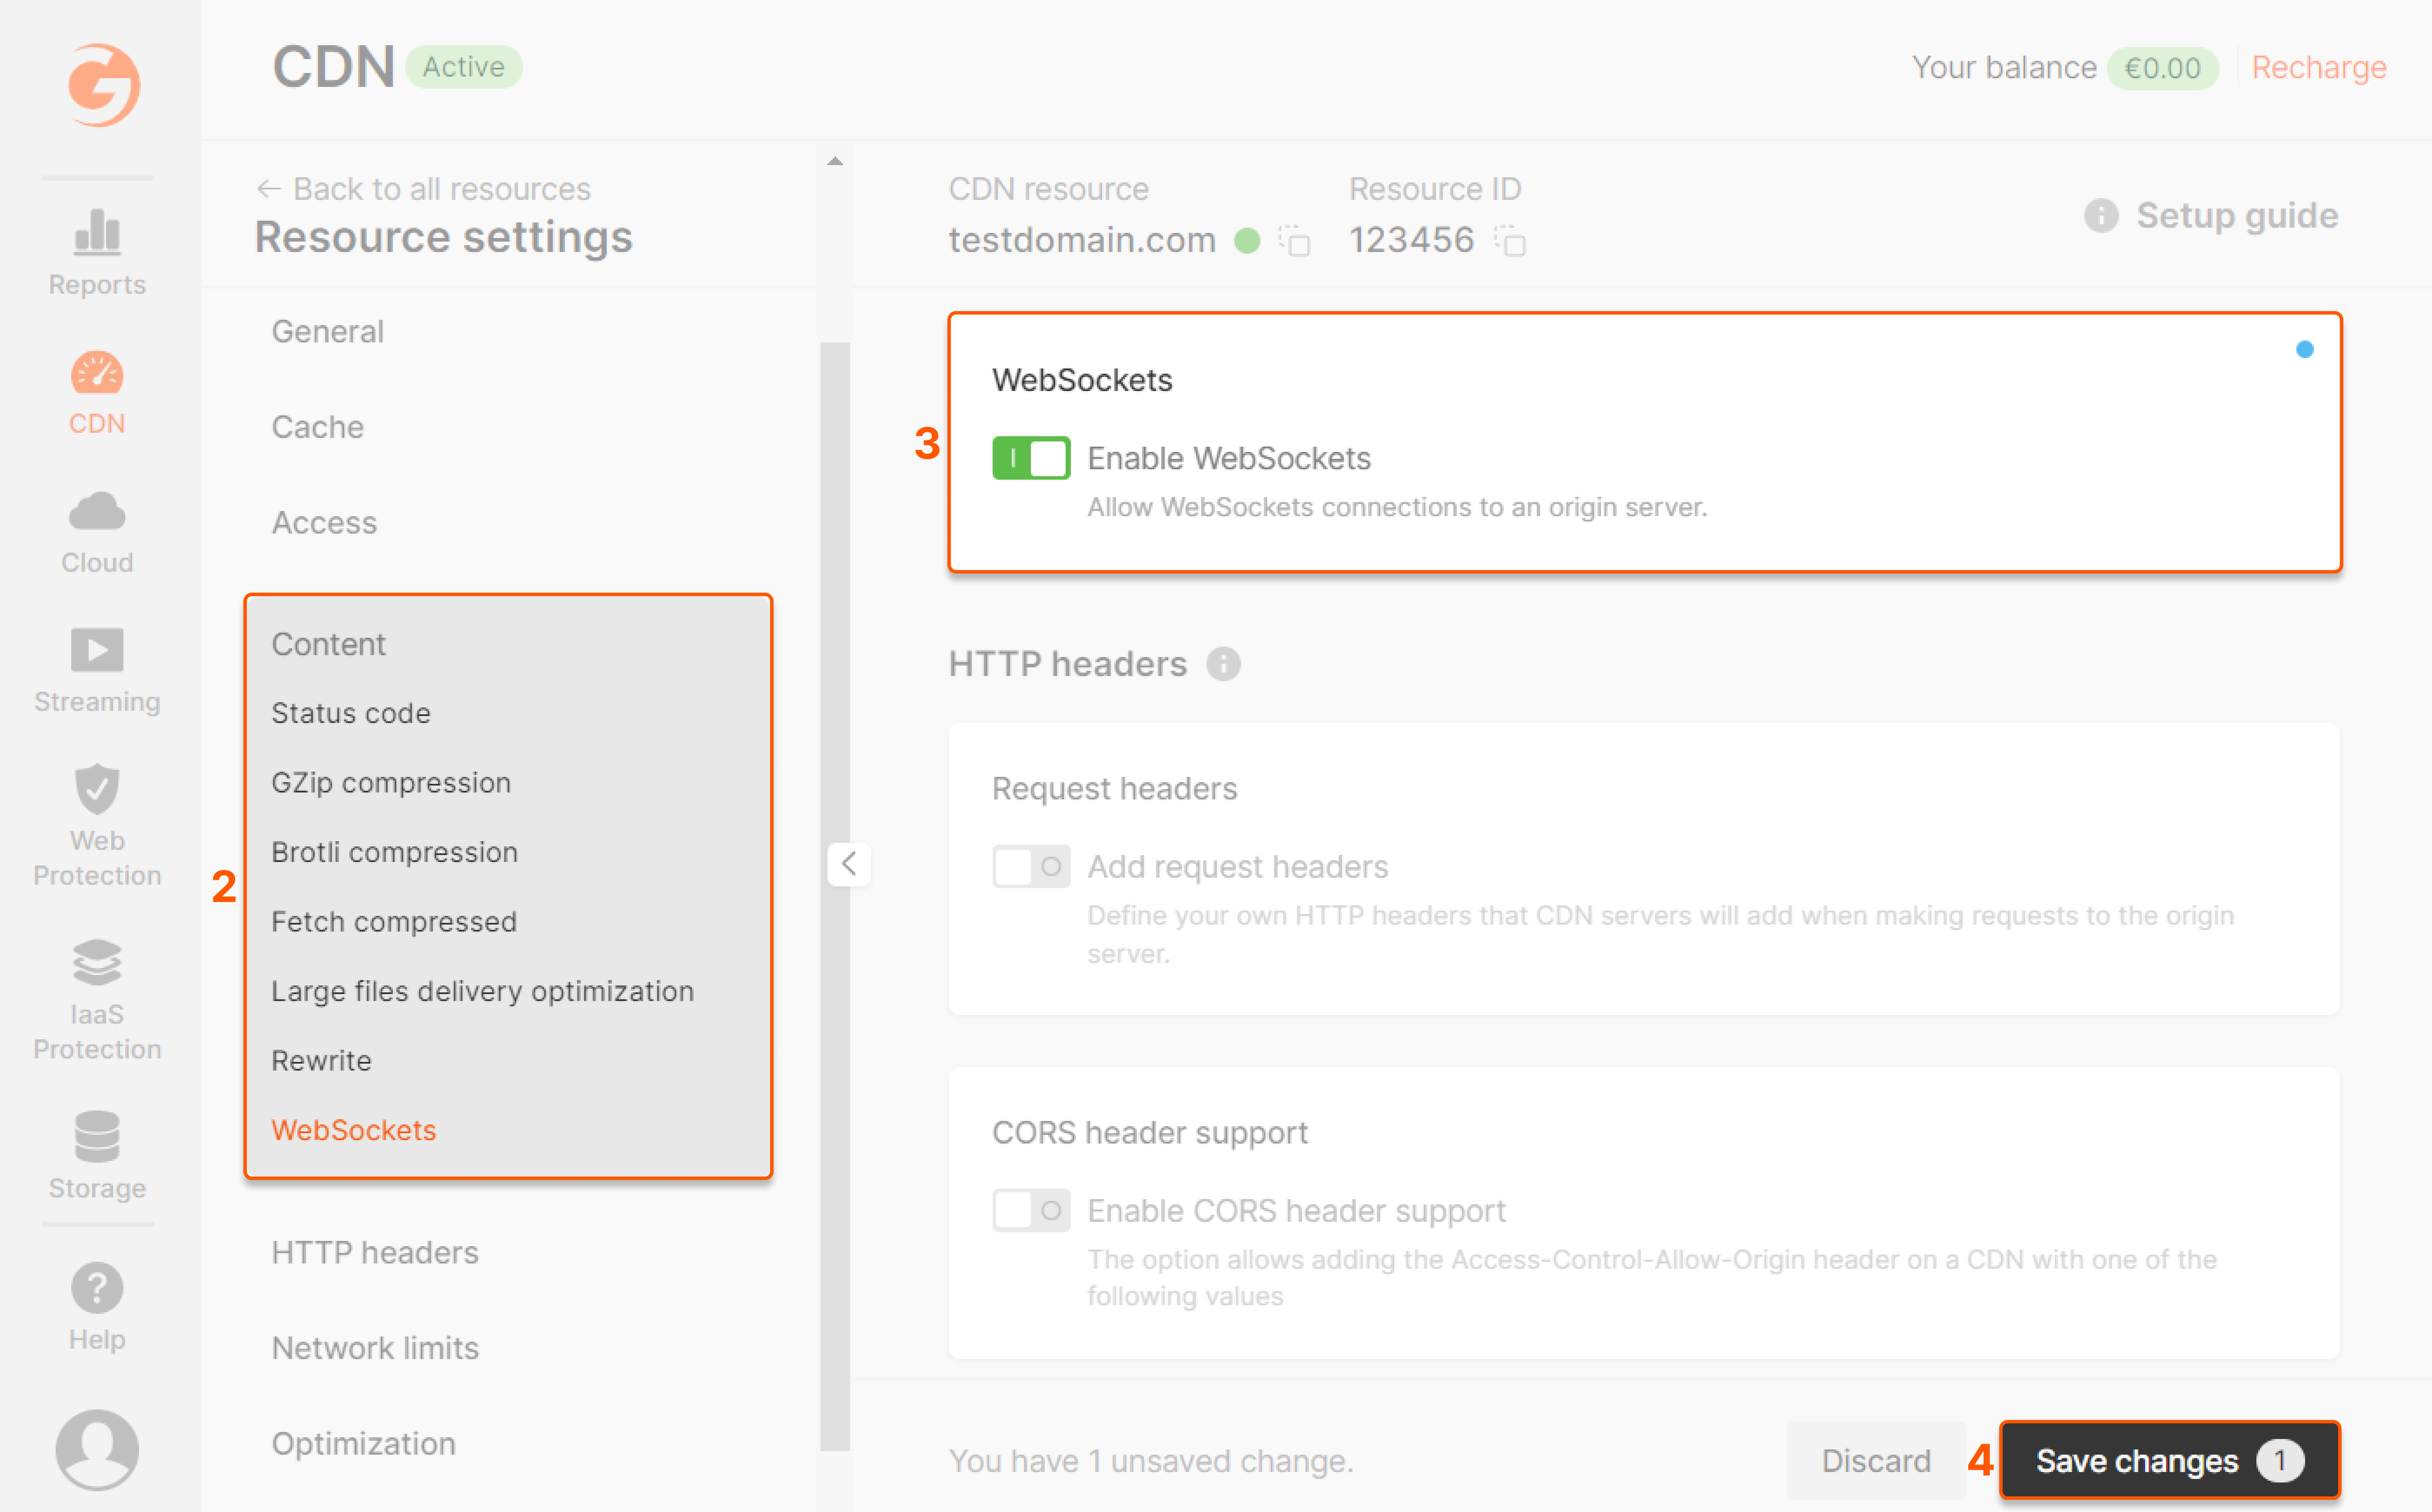 CDN
Active
Your balance €0.00 Recharge
Reports
CDN
Cloud
Streaming
Web
Protection
IaaS
Protection
Storage
Help
Back to all resources
Resource settings
General
Cache
Access
2
Content
Status code
GZip compression
Brotli compression
Fetch compressed
Large files delivery optimization
Rewrite
WebSockets
HTTP headers
Network limits
Optimization
CDN resource
testdomain.com
Resource ID
123456
Setup guide
3
WebSockets
Enable WebSockets
Allow WebSockets connections to an origin server.
HTTP headers
Request headers
Add request headers
Define your own HTTP headers that CDN servers will add when making requests to the origin
server.
CORS header support
Enable CORS header support
The option allows adding the Access-Control-Allow-Origin header on a CDN with one of the
following values
You have 1 unsaved change.
Discard
4
Save changes 1